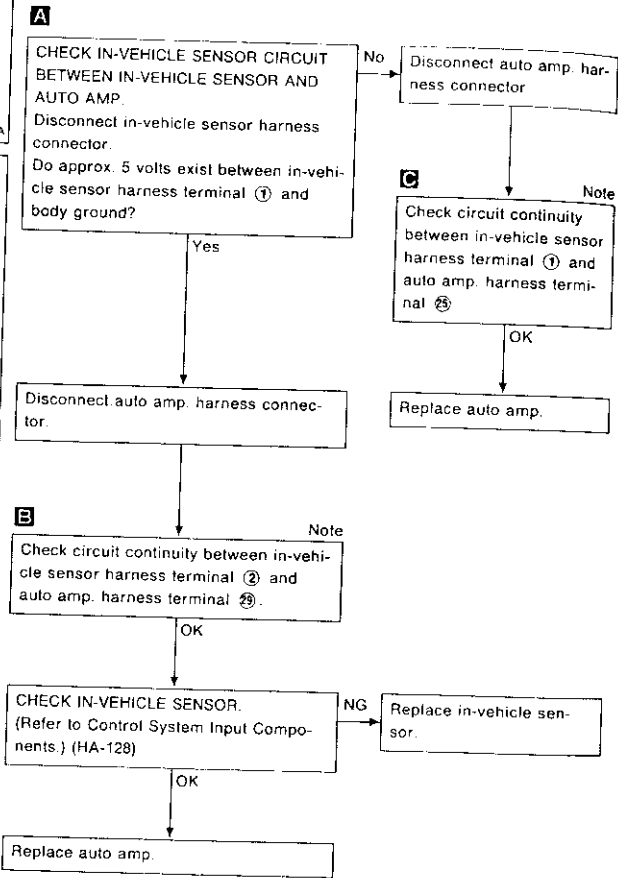 A
CHECK IN-VEHICLE SENSOR CIRCUIT
BETWEEN IN-VEHICLE SENSOR AND
AUTO AMP.
Disconnect in-vehicle sensor harness
connector.
Do approx. 5 volts exist between in-vehi-
cle sensor harness terminal ① and
body ground?
No
Disconnect auto amp. har-
ness connector
Yes
C
Note
Check circuit continuity
between in-vehicle sensor
harness terminal ① and
auto amp. harness termi-
nal ㉕
OK
Replace auto amp.
Disconnect auto amp. harness connec-
tor.
B
Note
Check circuit continuity between in-vehi-
cle sensor harness terminal ② and
auto amp. harness terminal ㉙.
OK
CHECK IN-VEHICLE SENSOR.
(Refer to Control System Input Compo-
nents.) (HA-128)
NG
Replace in-vehicle sen-
sor.
OK
Replace auto amp.
A